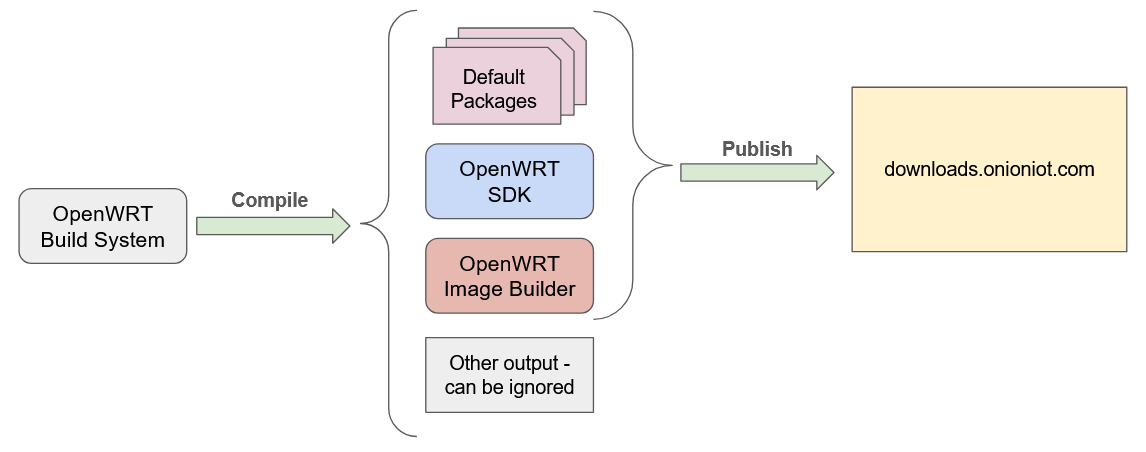 OpenWRT
Build System
Compile
Default
Packages
OpenWRT
SDK
OpenWRT
Image Builder
Other output -
can be ignored
Publish
downloads.onioniot.com